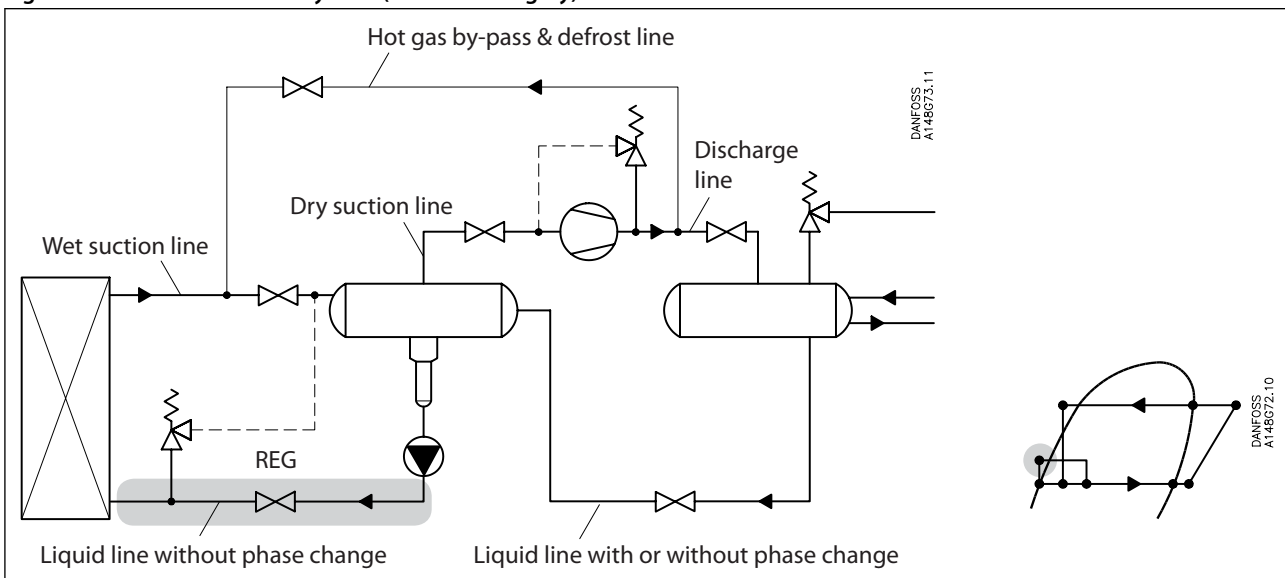 Hot gas by-pass & defrost line
DANFOSS
A148G73.11
Discharge
line
Dry suction line
Wet suction line
REG
DANFOSS
A148G72.10
Liquid line without phase change
Liquid line with or without phase change